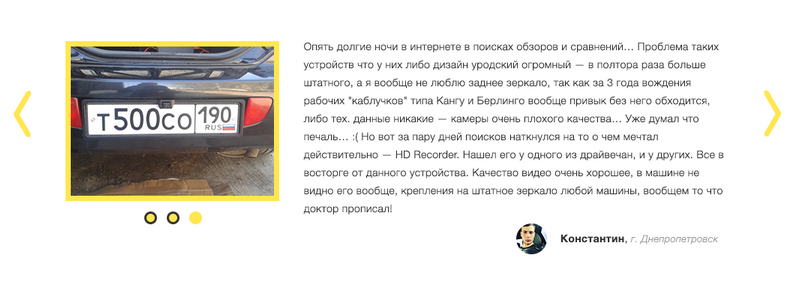 Опять долгие ночи в интернете в поисках обзоров и сравнений... Проблема таких
устройств что у них либо дизайн уродский огромный — в полтора раза больше
штатного, а я вообще не люблю заднее зеркало, так как за 3 года вождения
рабочих "каблучков" типа Кангу и Берлинго вообще привык без него обходится,
либо тех. данные никакие — камеры очень плохого качества... Уже думал что
печаль... :( Но вот за пару дней поисков наткнулся на то о чем мечтал
действительно — HD Recorder. Нашел его у одного из драйвечан, и у других. Все в
восторге от данного устройства. Качество видео очень хорошее, в машине не
видно его вообще, крепления на штатное зеркало любой машины, вообщем то что
доктор прописал!
Т500СО 190
RUS
Константин, г. Днепропетровск